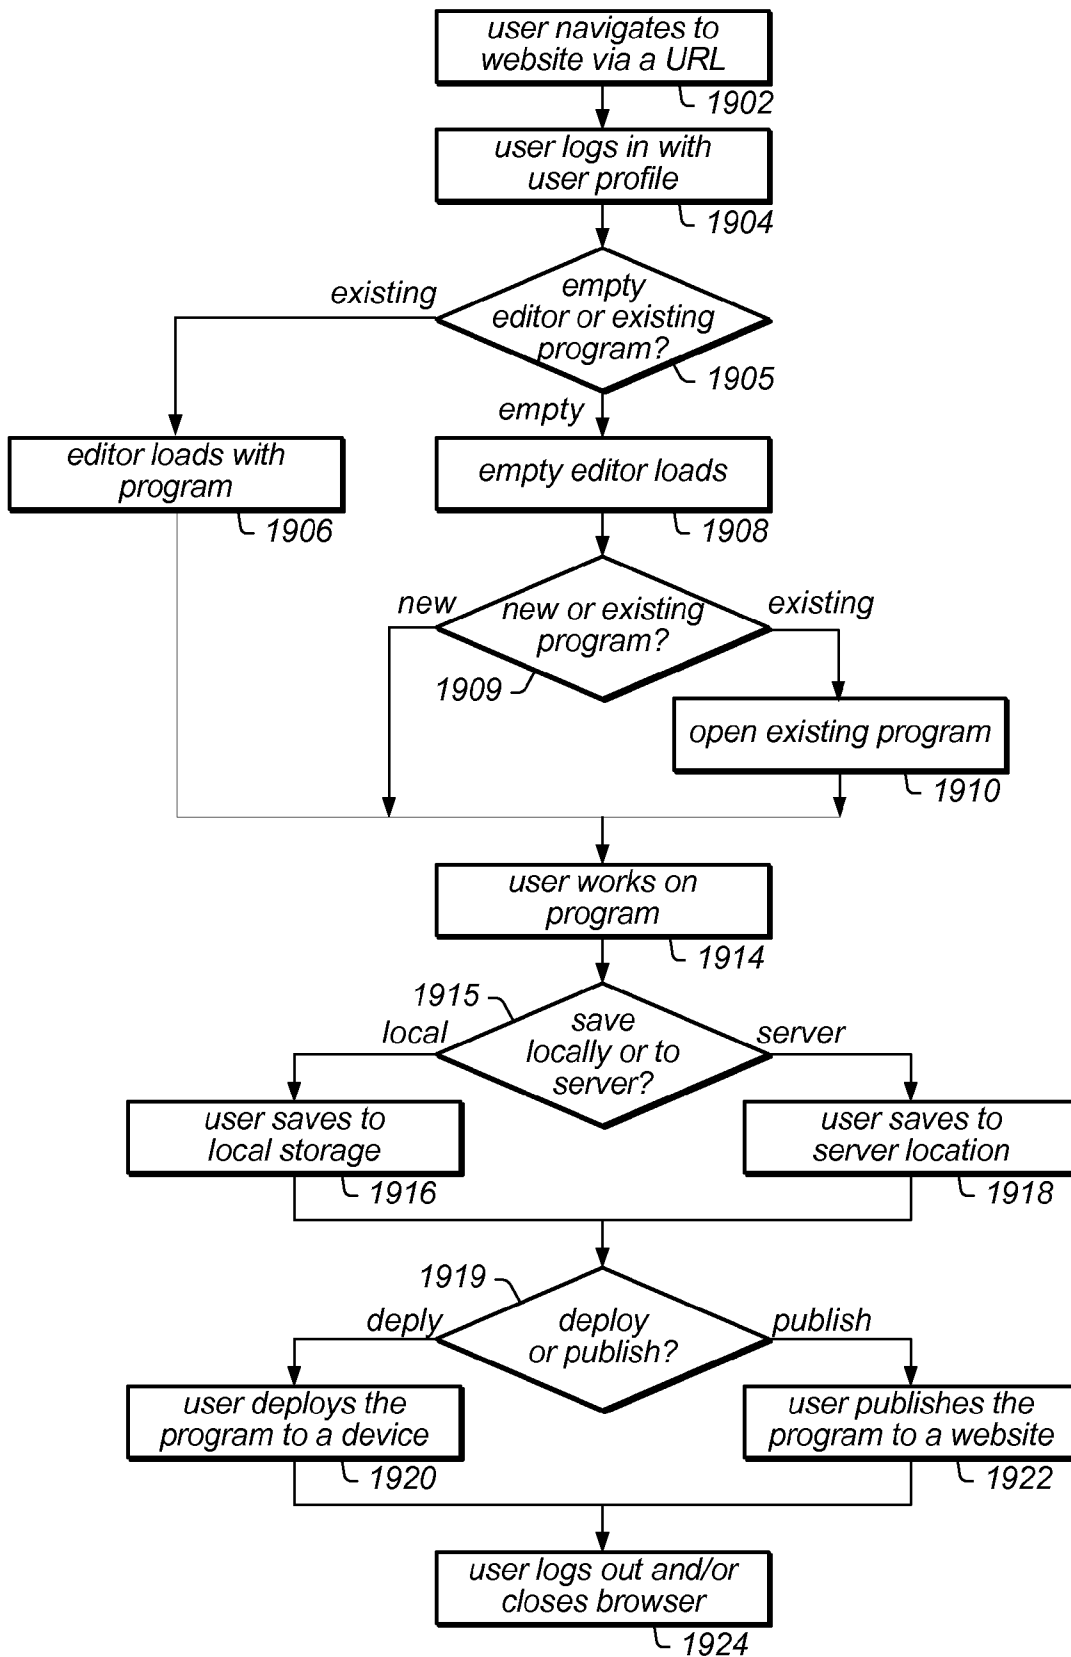 user navigates to
website via a URL
1902
user logs in with
user profile
1904
existing
empty
editor or existing
program?
1905
empty
editor loads with
program
1906
empty editor loads
1908
new
new or existing
program?
existing
1909
open existing program
1910
user works on
program
1914
1915
local
save
locally or to
server?
server
user saves to
local storage
1916
user saves to
server location
1918
1919
deply
deploy
or publish?
publish
user deploys the
program to a device
1920
user publishes the
program to a website
1922
user logs out and/or
closes browser
1924